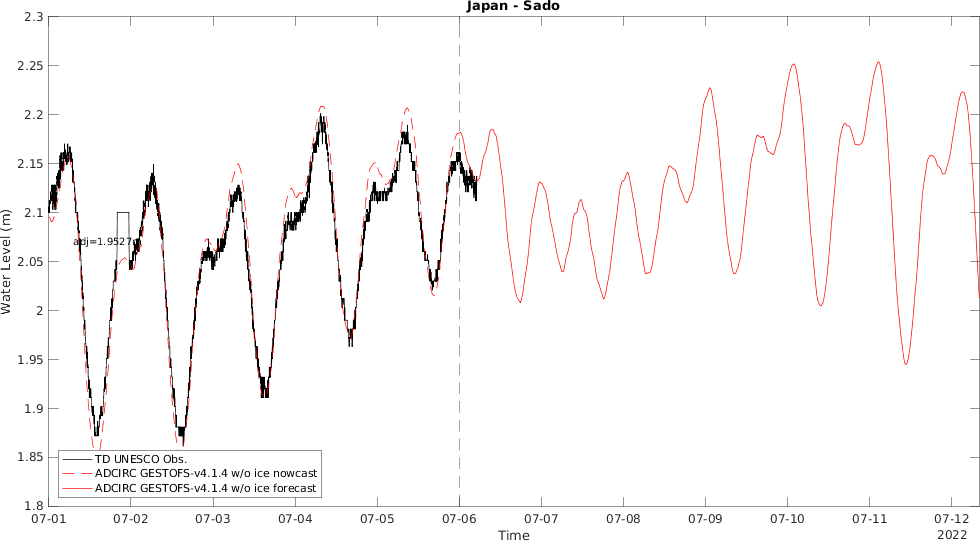 Japan - Sado
2.3
2.25
2.2
2.15
2.1
2.05
2
1.95
1.9
1.85
1.8
Water Level (m)
adj=1.9527
TD UNESCO Obs.
ADCIRC GESTOFS-v4.1.4 w/o ice nowcast
ADCIRC GESTOFS-v4.1.4 w/o ice forecast
07-01 07-02 07-03 07-04 07-05 07-06 07-07 07-08 07-09 07-10 07-11 07-12
Time
2022